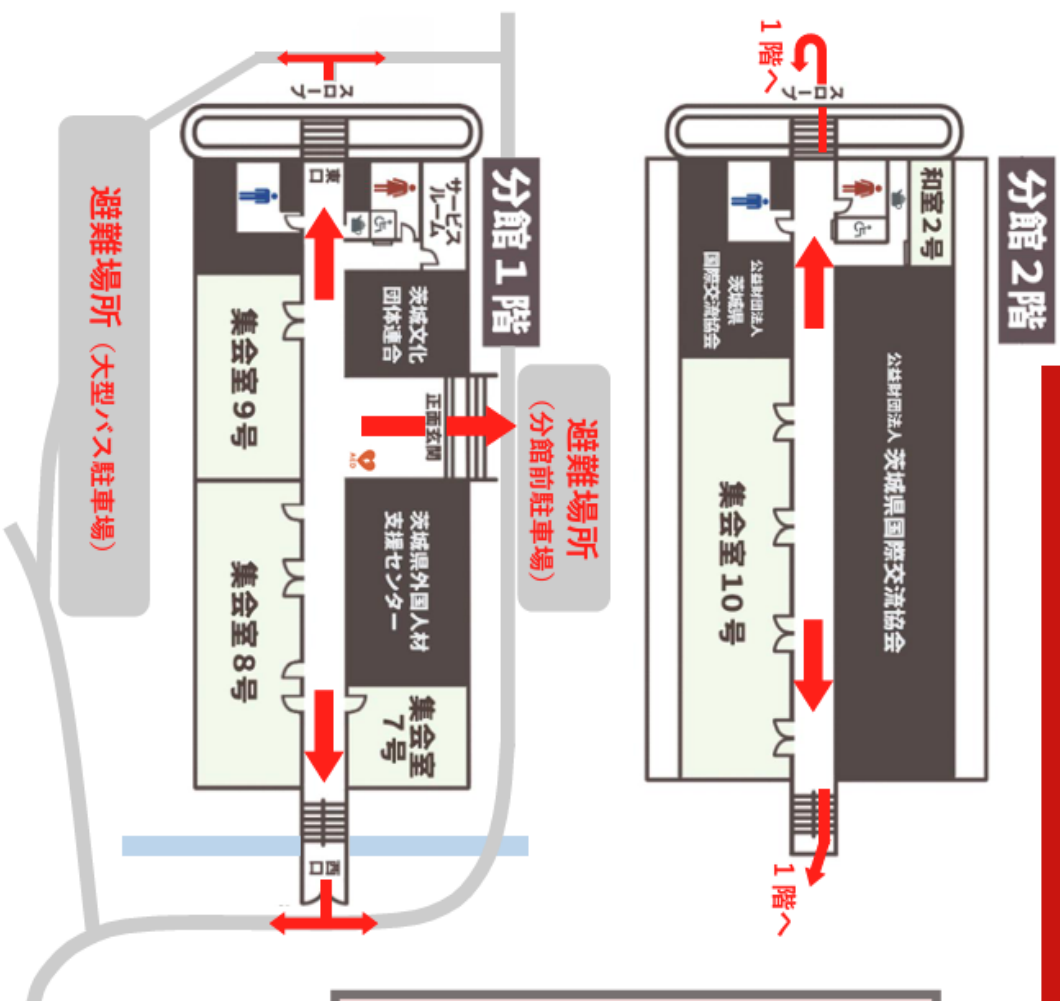 分館2階
和室2号
公益財団法人 茨城県国際交流協会
公益財団法人
茨城県
国際交流協会
集会室10号
スロープ
1階へ
1階へ
分館1階
避難場所
(分館前駐車場)
サービス
ルーム
茨城文化
団体連合
正面玄関
AED
茨城県外国人材
支援センター
集会室
7号
東口
西口
スロープ
集会室9号
集会室8号
避難場所(大型バス駐車場)